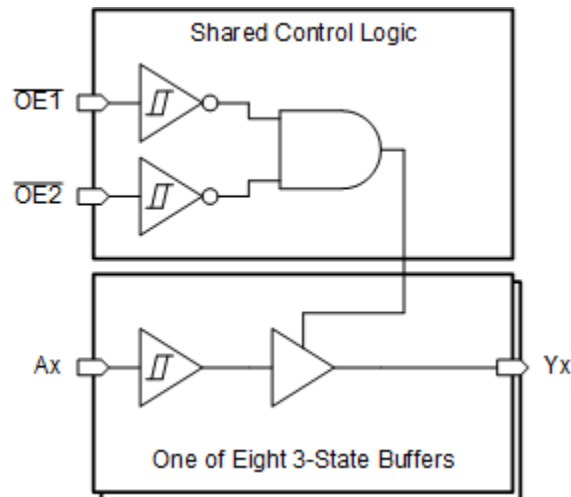 Shared Control Logic
OE1
OE2
Ax
Yx
One of Eight 3-State Buffers